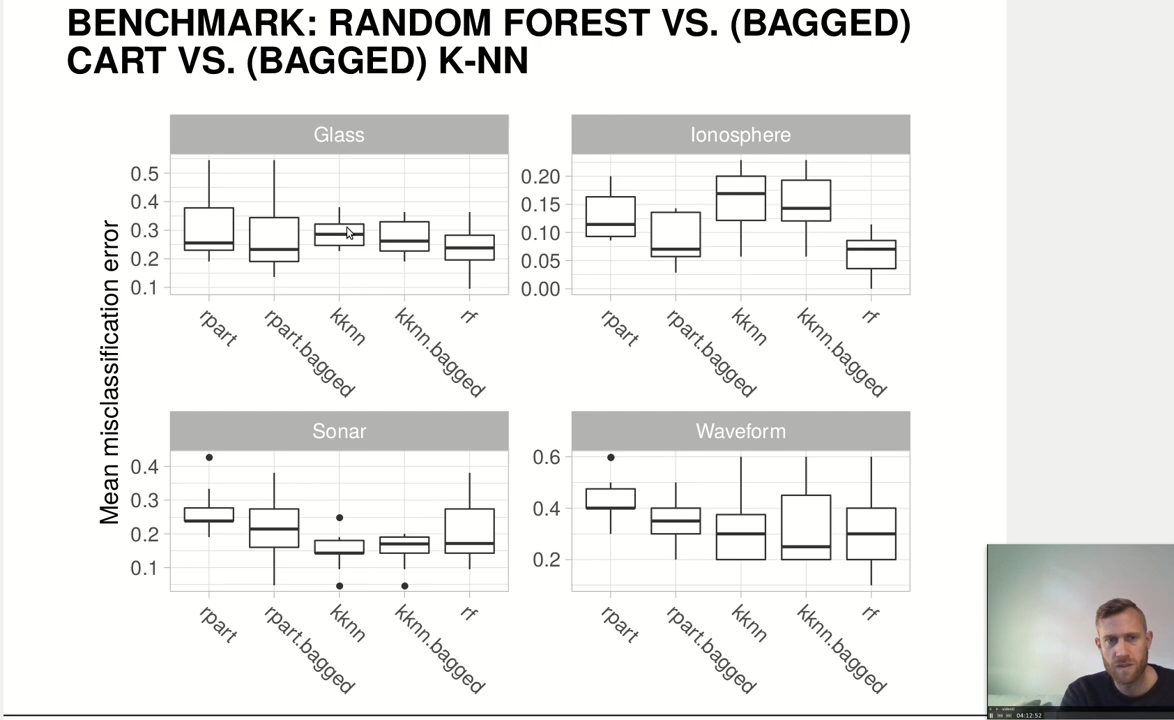 BENCHMARK: RANDOM FOREST VS. (BAGGED)
CART VS. (BAGGED) K-NN
Mean misclassification error
Glass
0.5
0.4
0.3
0.2
0.1
rpart
rpart.bagged
kknn
kknn.bagged
rf
Ionosphere
0.20
0.15
0.10
0.05
0.00
rpart
rpart.bagged
kknn
kknn.bagged
rf
Sonar
0.4
0.3
0.2
0.1
rpart
rpart.bagged
kknn
kknn.bagged
rf
Waveform
0.6
0.4
0.2
rpart
rpart.bagged
kknn
kknn.bagged
rf
04:12:52